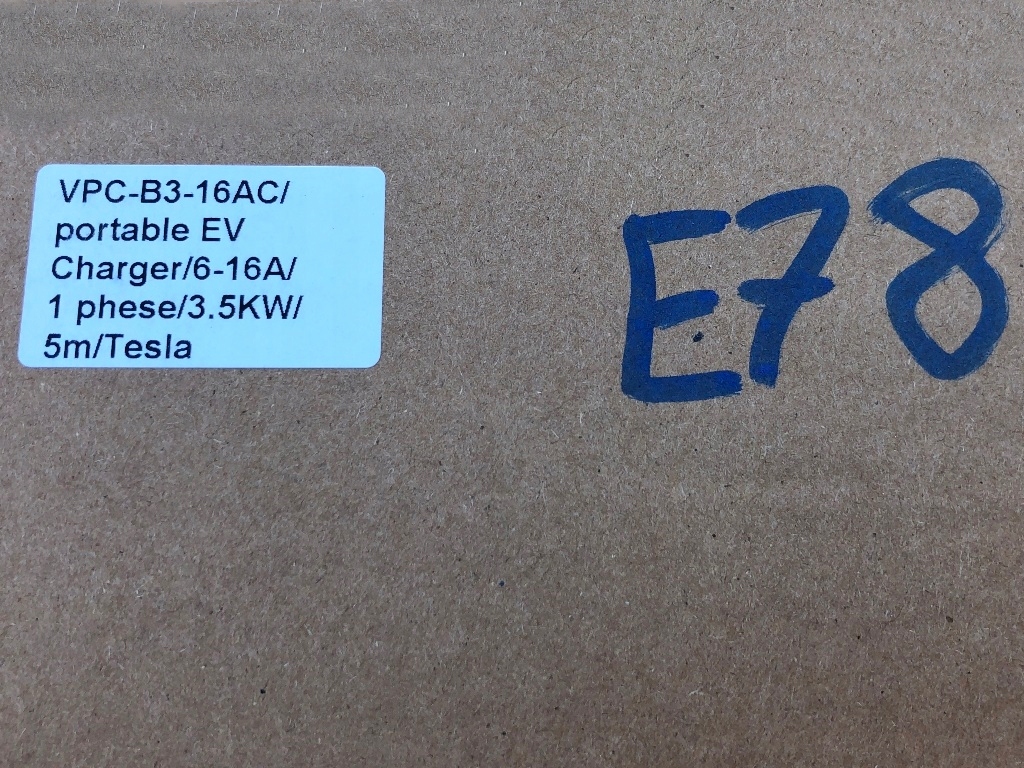 VPC-B3-16AC/
portable EV
Charger/6-16A/
1 phese/3.5KW/
5m/Tesla
E78